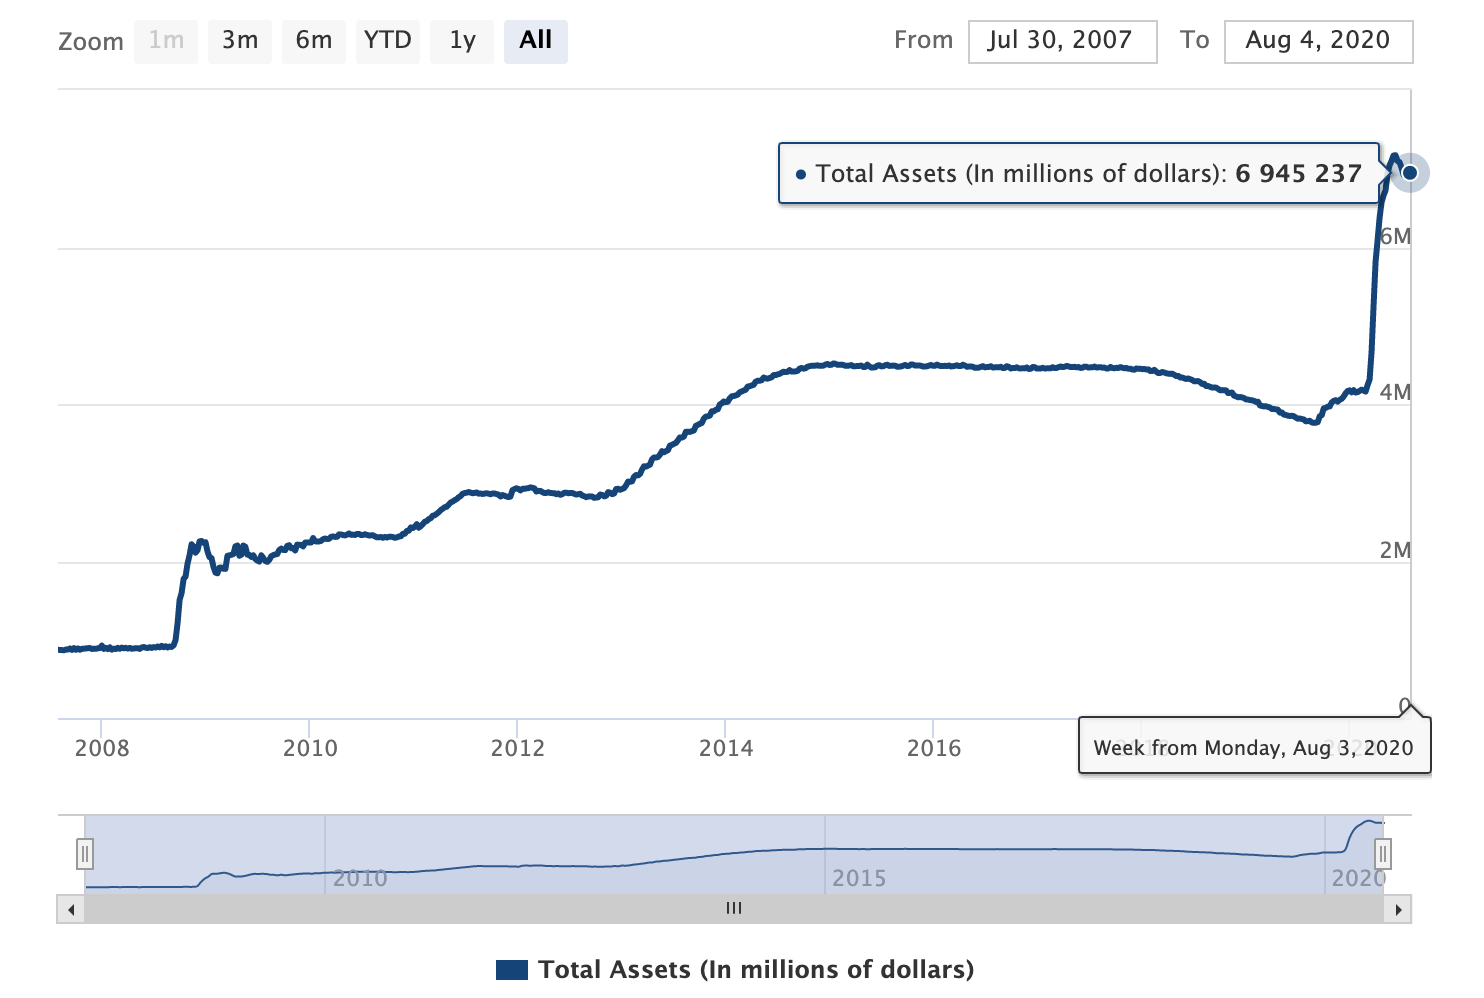 Zoom 1m 3m 6m YTD 1y All From Jul 30, 2007 To Aug 4, 2020
Total Assets (In millions of dollars): 6 945 237
6M
4M
2M
0
2008 2010 2012 2014 2016
Week from Monday, Aug 3, 2020
2010 2015 2020
Total Assets (In millions of dollars)